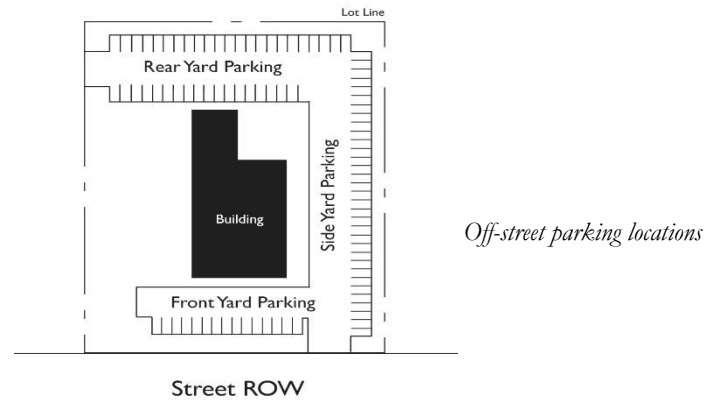 Lot Line
Rear Yard Parking
Side Yard Parking
Building
Off-street parking locations
Front Yard Parking
Street ROW